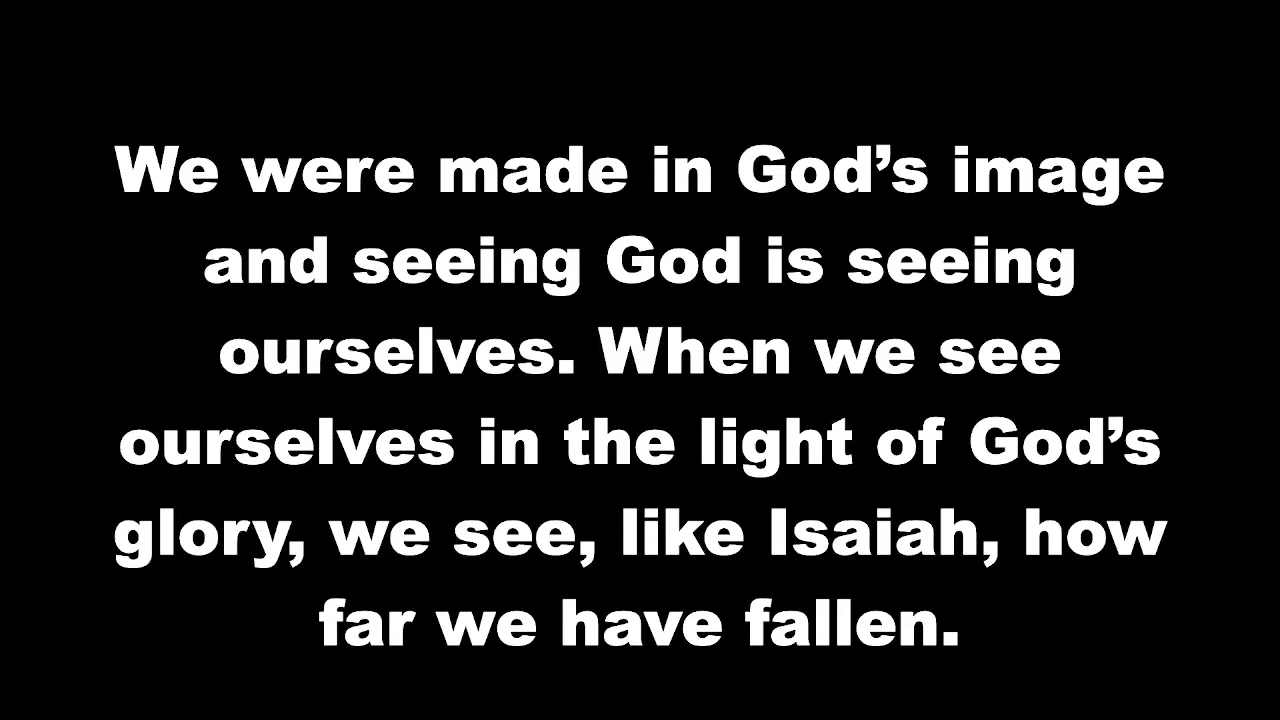 We were made in God’s image
and seeing God is seeing
ourselves. When we see
ourselves in the light of God’s
glory, we see, like Isaiah, how
far we have fallen.